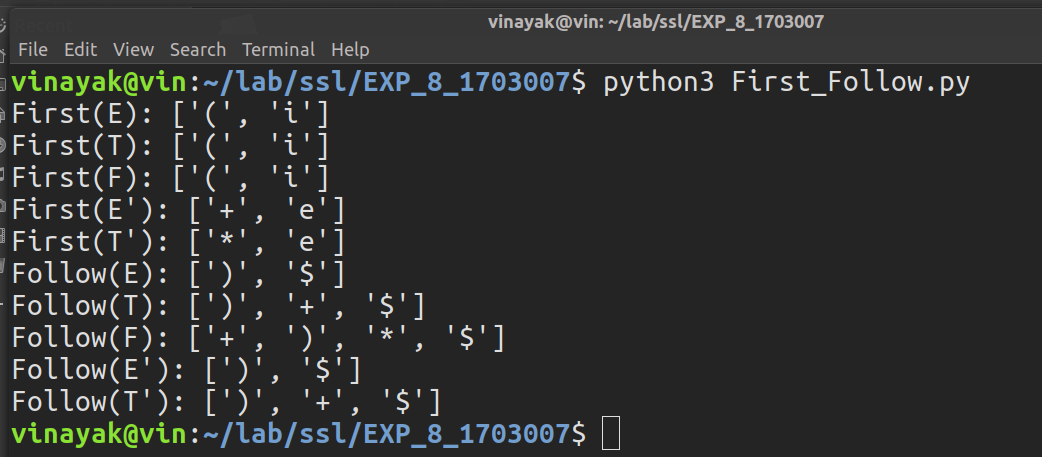 vinayak@vin: ~/lab/ssl/EXP_8_1703007
File Edit View Search Terminal Help
vinayak@vin:~/lab/ssl/EXP_8_1703007$ python3 First_Follow.py
First(E): ['(', 'i']
First(T): ['(', 'i']
First(F): ['(', 'i']
First(E'): ['+', 'e']
First(T'): ['*', 'e']
Follow(E): [')', '$']
Follow(T): [')', '+', '$']
Follow(F): ['+', ')', '*', '$']
Follow(E'): [')', '$']
Follow(T'): [')', '+', '$']
vinayak@vin:~/lab/ssl/EXP_8_1703007$